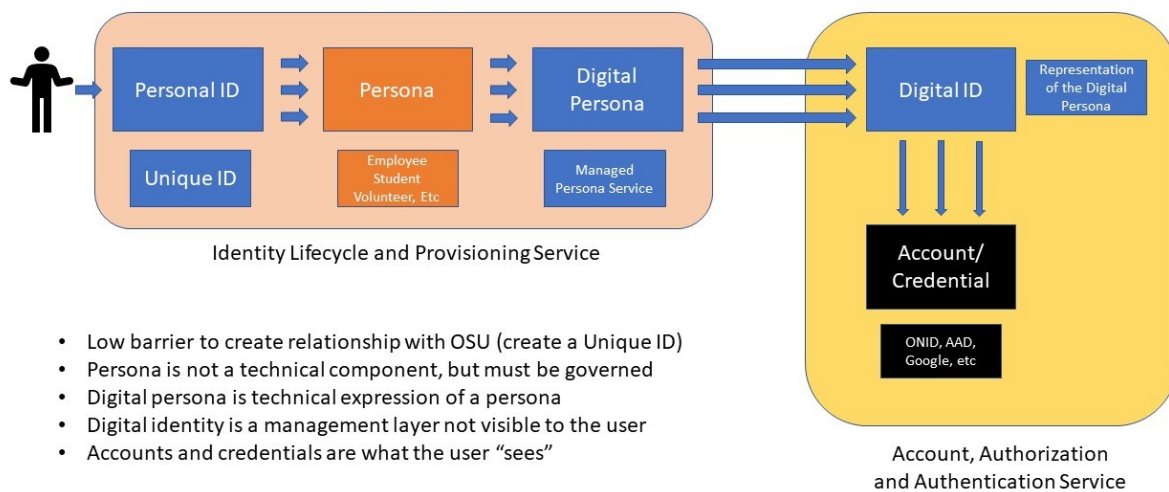 Personal ID
Persona
Digital
Persona
Digital ID
Representation
of the Digital
Persona
Unique ID
Employee
Student
Volunteer, Etc
Managed
Persona Service
Identity Lifecycle and Provisioning Service
Account/
Credential
ONID, AAD,
Google, etc
• Low barrier to create relationship with OSU (create a Unique ID)
• Persona is not a technical component, but must be governed
• Digital persona is technical expression of a persona
• Digital identity is a management layer not visible to the user
• Accounts and credentials are what the user “sees”
Account, Authorization
and Authentication Service